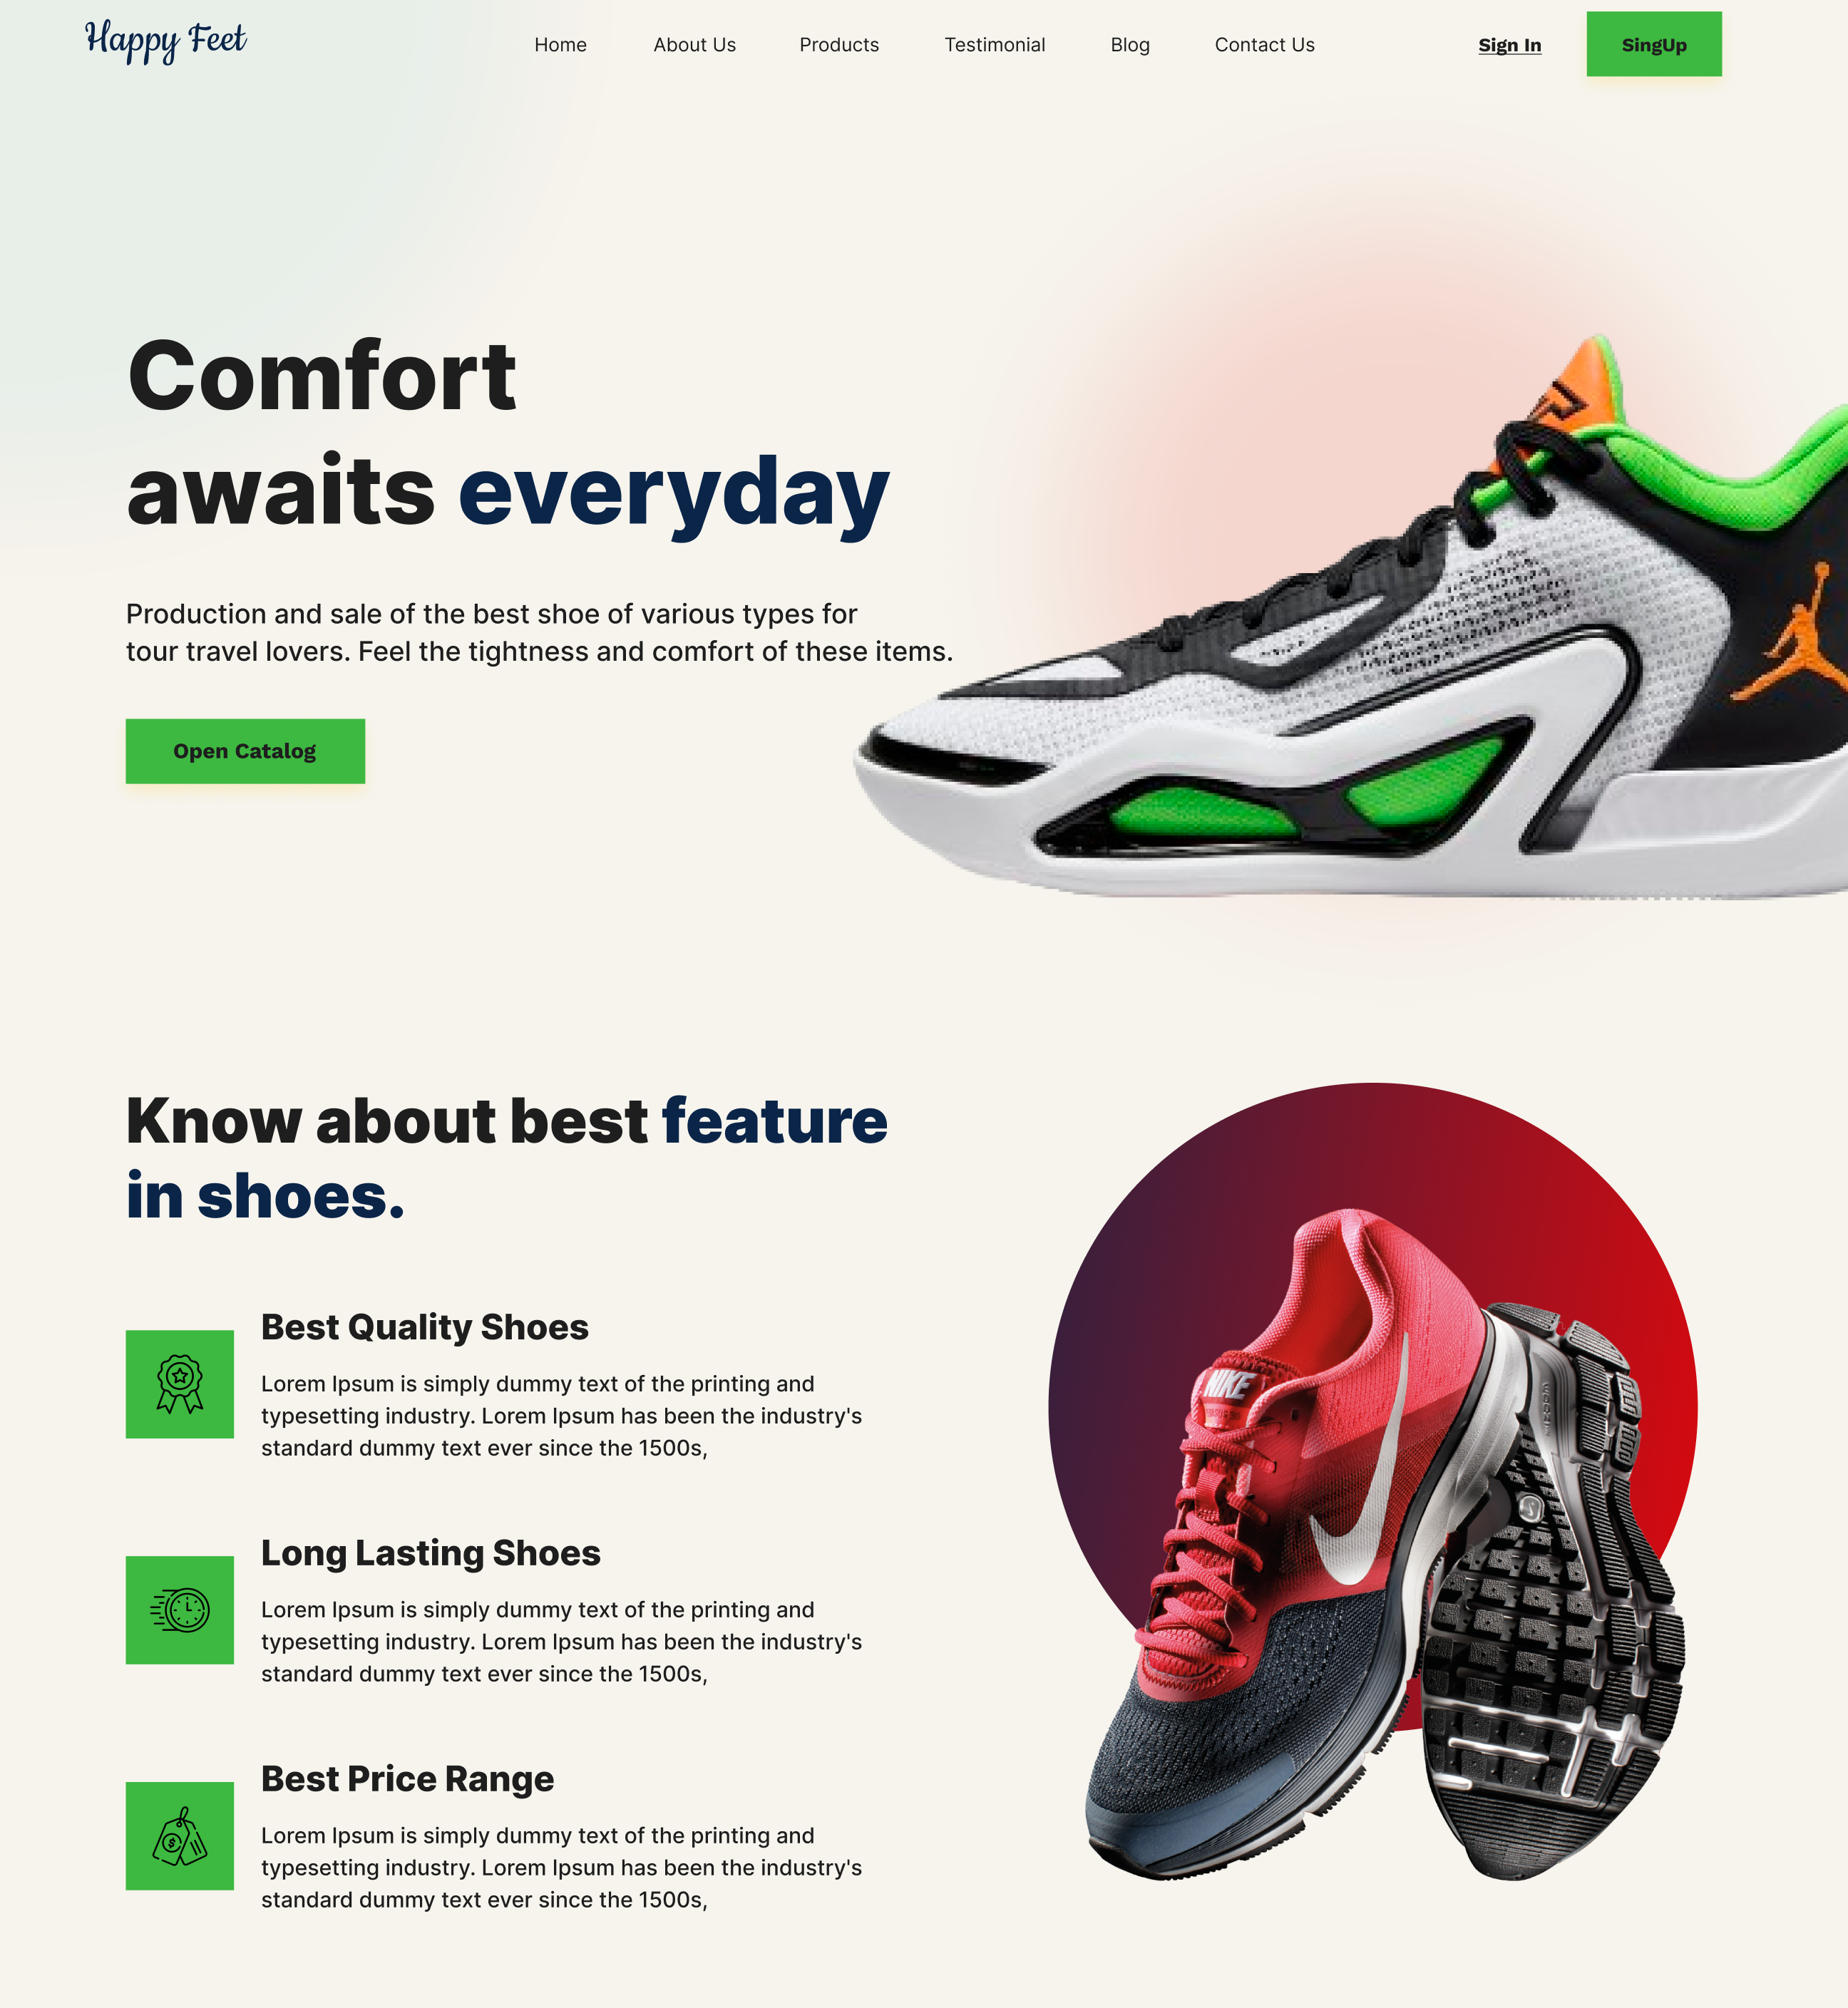 Happy Feet
Home About Us Products Testimonial Blog Contact Us Sign In SingUp
Comfort
awaits everyday
Production and sale of the best shoe of various types for
tour travel lovers. Feel the tightness and comfort of these items.
Open Catalog
Know about best feature
in shoes.
Best Quality Shoes
Lorem Ipsum is simply dummy text of the printing and
typesetting industry. Lorem Ipsum has been the industry's
standard dummy text ever since the 1500s,
NIKE
Long Lasting Shoes
Lorem Ipsum is simply dummy text of the printing and
typesetting industry. Lorem Ipsum has been the industry's
standard dummy text ever since the 1500s,
Best Price Range
Lorem Ipsum is simply dummy text of the printing and
typesetting industry. Lorem Ipsum has been the industry's
standard dummy text ever since the 1500s,